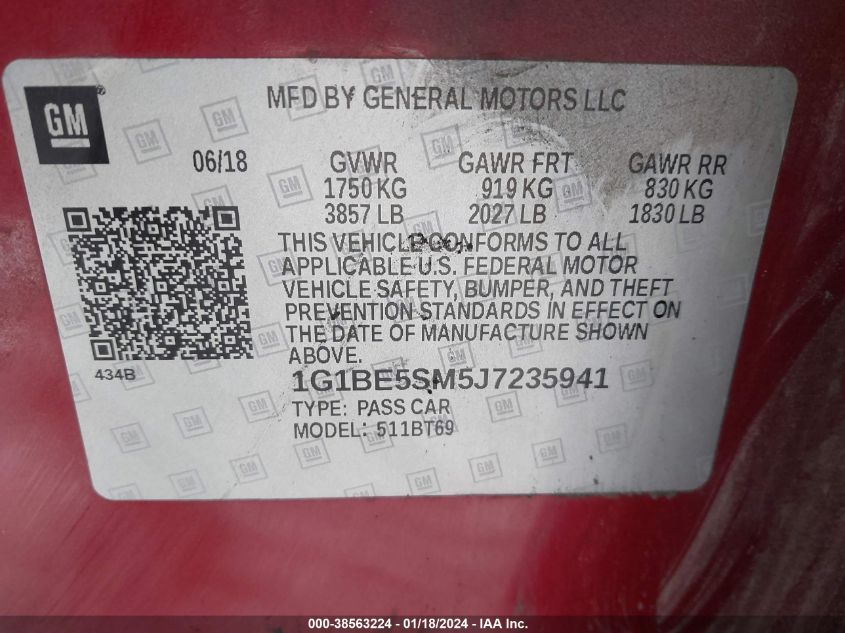 GM
MFD BY GENERAL MOTORS LLC
06/18 GVWR GAWR FRT GAWR RR
1750 KG 919 KG 830 KG
3857 LB 2027 LB 1830 LB
THIS VEHICLE CONFORMS TO ALL
APPLICABLE U.S. FEDERAL MOTOR
VEHICLE SAFETY, BUMPER, AND THEFT
PREVENTION STANDARDS IN EFFECT ON
THE DATE OF MANUFACTURE SHOWN
ABOVE.
434B
1G1BE5SM5J7235941
TYPE: PASS CAR
MODEL: 511BT69
000-38563224 - 01/18/2024 - IAA Inc.